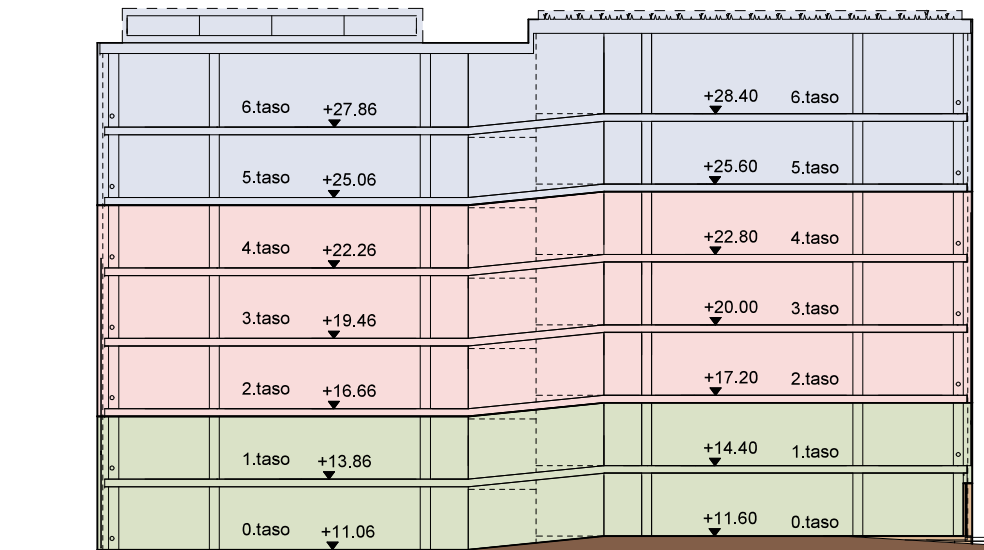 +28.40 6.taso
6.taso +27.86
+25.60 5.taso
5.taso +25.06
+22.80 4.taso
4.taso +22.26
+20.00 3.taso
3.taso +19.46
+17.20 2.taso
2.taso +16.66
+14.40 1.taso
1.taso +13.86
+11.60 0.taso
0.taso +11.06